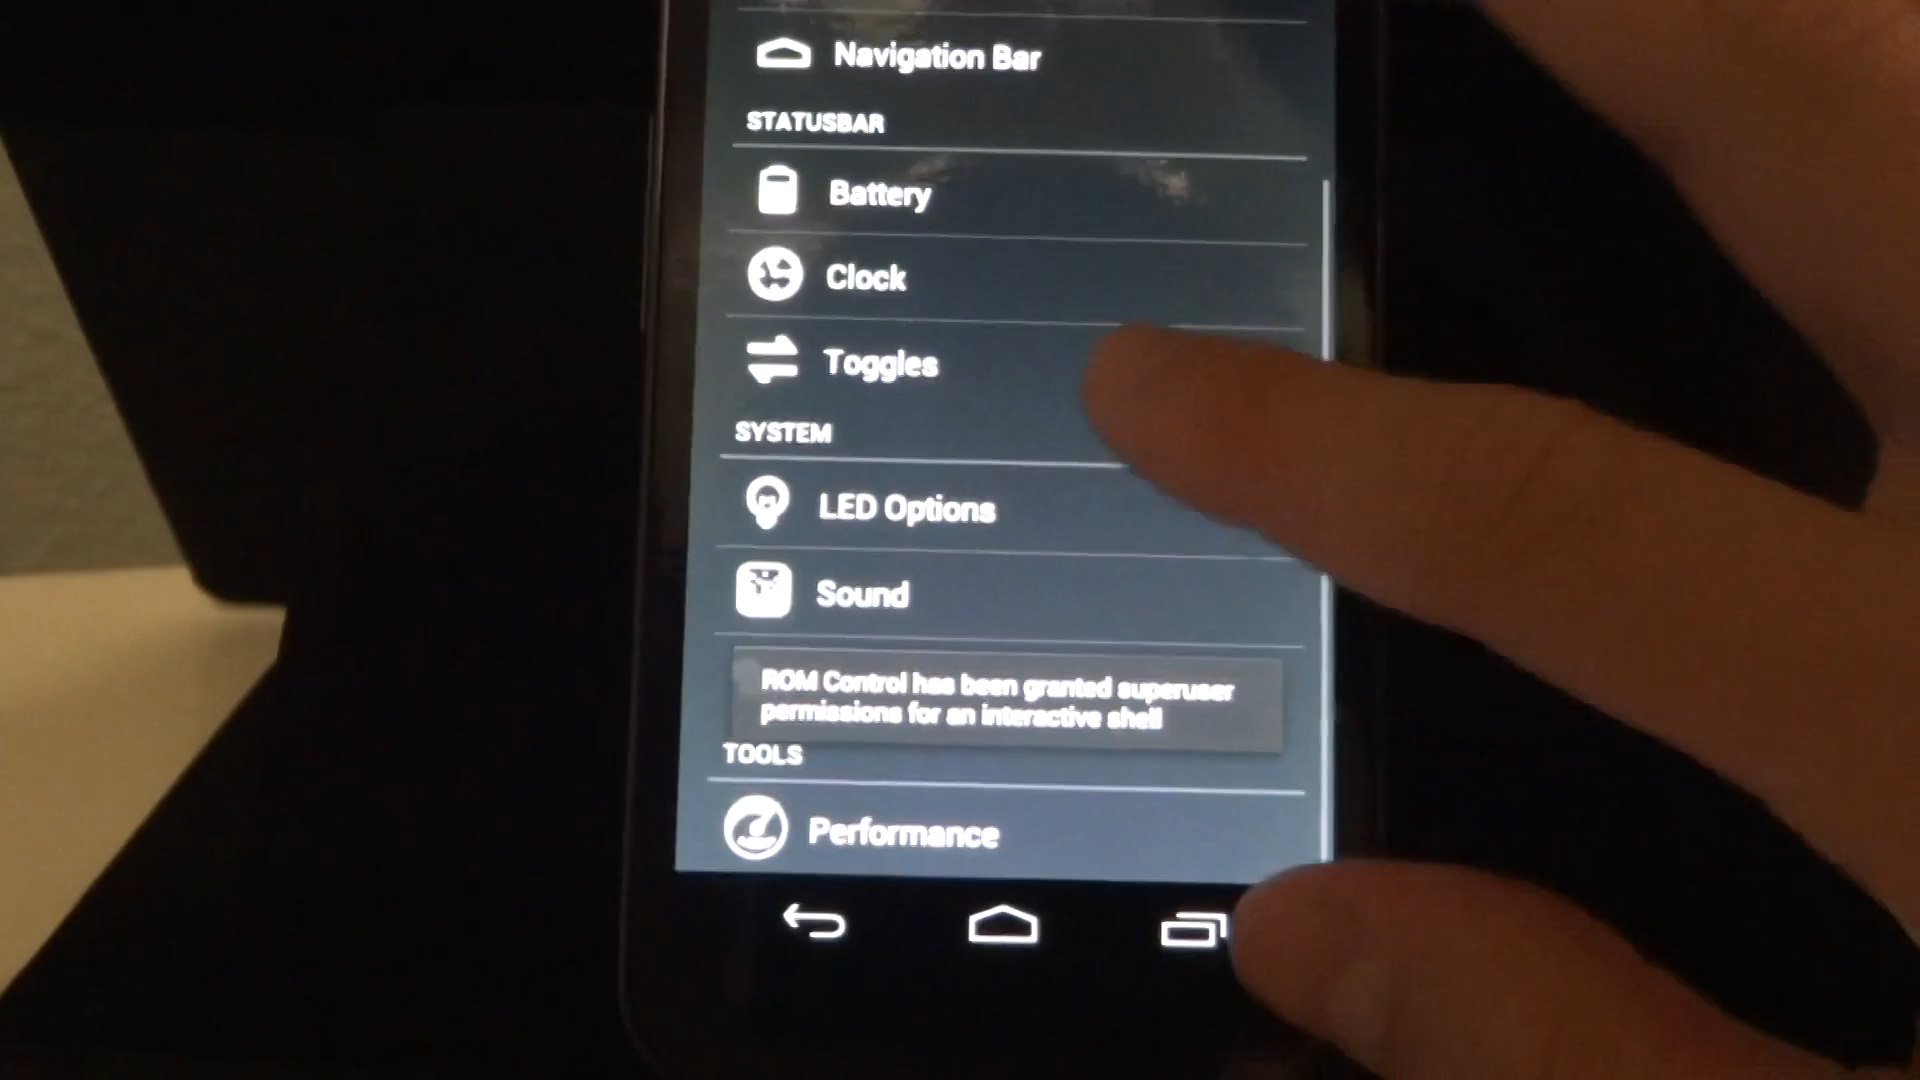 Navigation Bar
STATUSBAR
Battery
Clock
Toggles
SYSTEM
LED Options
Sound
ROM Control has been granted superuser
permissions for an interactive shell
TOOLS
Performance